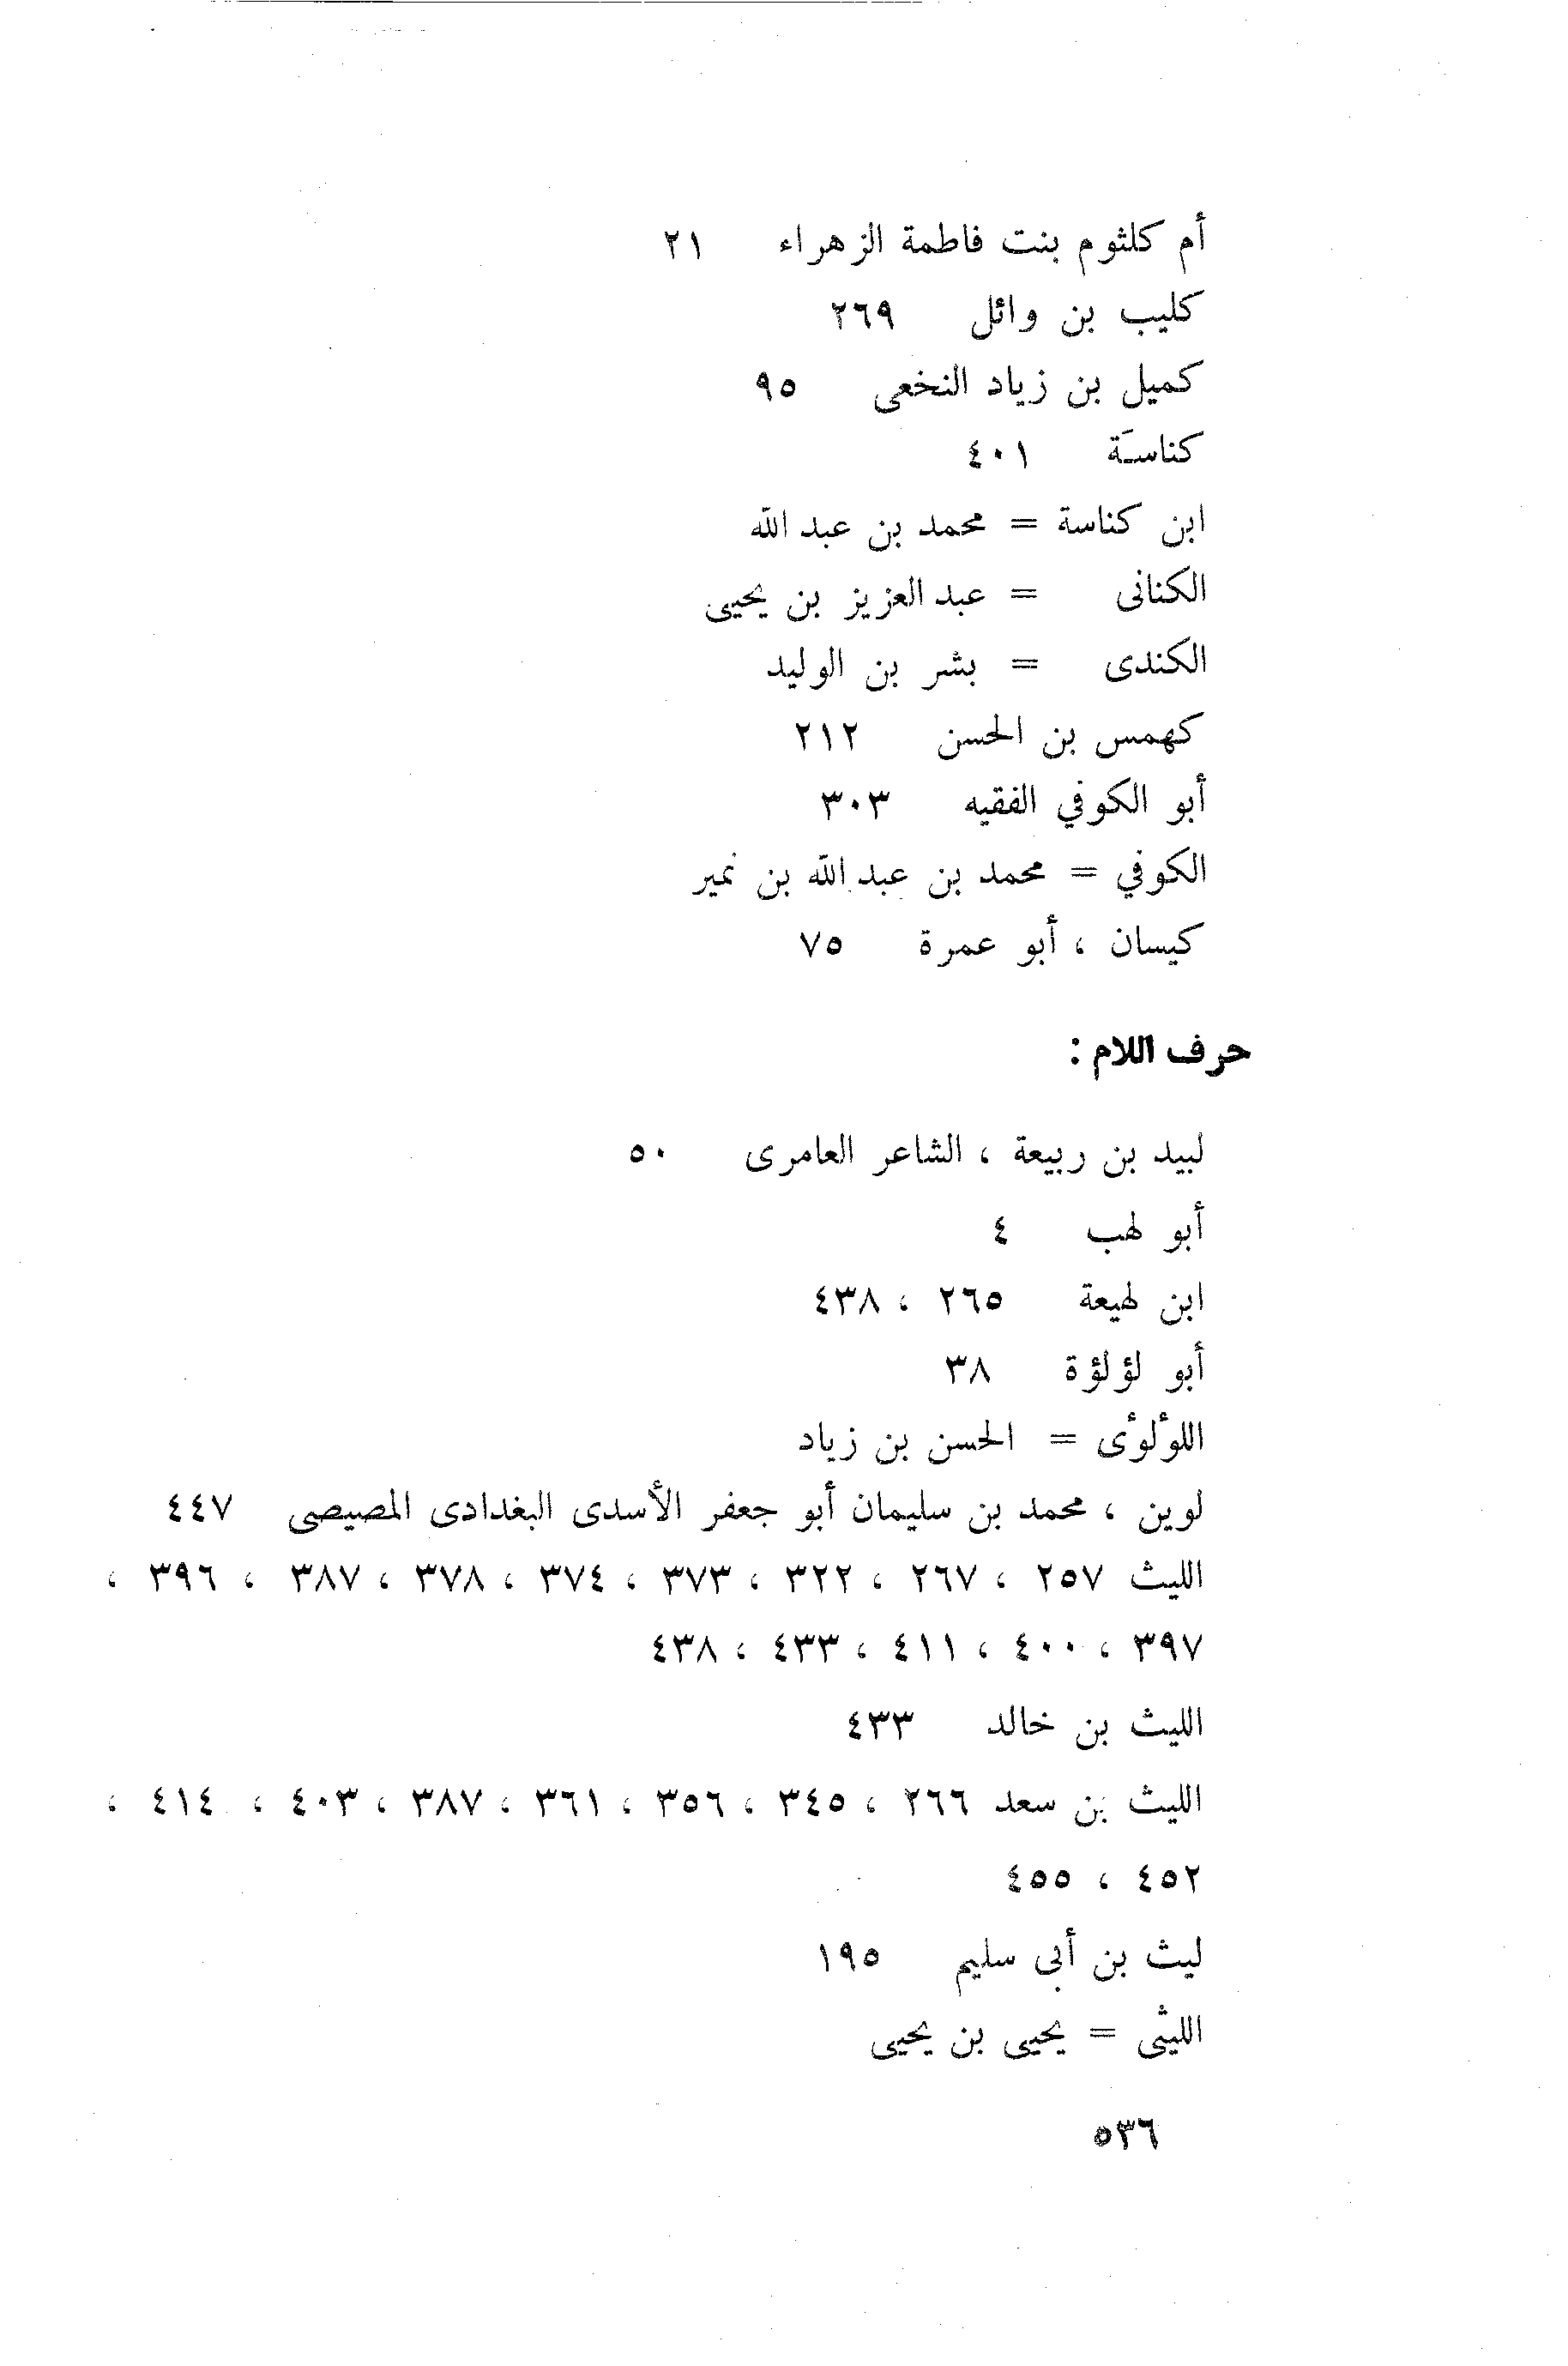 أم كلثوم بنت فاطمة الزهراء ٢١
كليب بن وائل ٢٦٩
كميل بن زياد النخعى ٩٥
كناسَة ٤٠١
ابن كناسة = محمد بن عبد الله
الكنانى = عبد العزيز بن يحيى
الكندى = بشر بن الوليد
كهمس بن الحسن ٢١٢
أبو الكوفي الفقيه ٣٠٣
الكوفي = محمد بن عبد الله بن نمير
كيسان ، أبو عمرة ٧٥
حرف اللام :
لبيد بن ربيعة ، الشاعر العامرى ٥٠
أبو لهب ٤
ابن لهيعة ٢٦٥ ، ٤٣٨
أبو لؤلؤة ٣٨
اللؤلؤى = الحسن بن زياد
لوين ، محمد بن سليمان أبو جعفر الأسدى البغدادى المصيصى ٤٤٧
الليث ٢٥٧ ، ٢٦٧ ، ٣٢٢ ، ٣٧٣ ، ٣٧٤ ، ٣٧٨ ، ٣٨٧ ، ٣٩٦ ،
٣٩٧ ، ٤٠٠ ، ٤١١ ، ٤٣٣ ، ٤٣٨
الليث بن خالد ٤٣٣
الليث بن سعد ٢٦٦ ، ٣٤٥ ، ٣٥٦ ، ٣٦١ ، ٣٨٧ ، ٤٠٣ ، ٤١٤ ،
٤٥٢ ، ٤٥٥
ليث بن أبى سليم ١٩٥
الليثى = يحيى بن يحيى
٥٣٦